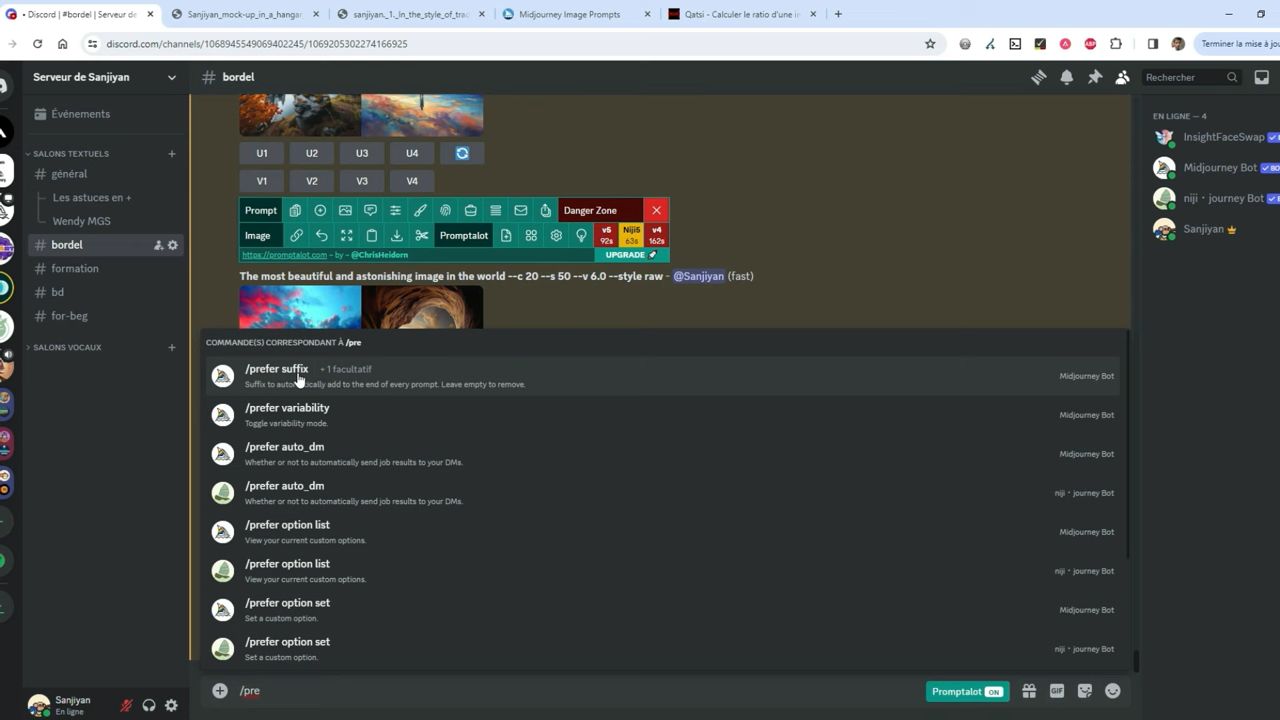 Discord | #bordel | Serveur de
Sanjiyan_mock-up_in_a_hangar
sanjiyan._1._In_the_style_of_trad
Midjourney Image Prompts
Qatsi - Calculer le ratio d'une im
discord.com/channels/1068945549069402245/1069205302274166925
Terminer la mise à jour
Serveur de Sanjiyan
bordel
Rechercher
Événements
SALONS TEXTUELS
général
Les astuces en +
Wendy MGS
bordel
formation
bd
for-beg
SALONS VOCAUX
U1 U2 U3 U4
V1 V2 V3 V4
Prompt Danger Zone
Image Promptalot v5 92s Niji5 63s v4 162s
https://promptalot.com – by – @ChrisHeidorn UPGRADE
The most beautiful and astonishing image in the world --c 20 --s 50 --v 6.0 --style raw - @Sanjiyan (fast)
COMMANDE(S) CORRESPONDANT À /pre
/prefer suffix + 1 facultatif
Suffix to automatically add to the end of every prompt. Leave empty to remove.
Midjourney Bot
/prefer variability
Toggle variability mode.
Midjourney Bot
/prefer auto_dm
Whether or not to automatically send job results to your DMs.
Midjourney Bot
/prefer auto_dm
Whether or not to automatically send job results to your DMs.
niji・journey Bot
/prefer option list
View your current custom options.
Midjourney Bot
/prefer option list
View your current custom options.
niji・journey Bot
/prefer option set
Set a custom option.
Midjourney Bot
/prefer option set
Set a custom option.
niji・journey Bot
/pre
Promptalot ON
GIF
EN LIGNE — 4
InsightFaceSwap
Midjourney Bot
niji・journey Bot
Sanjiyan
Sanjiyan
En ligne